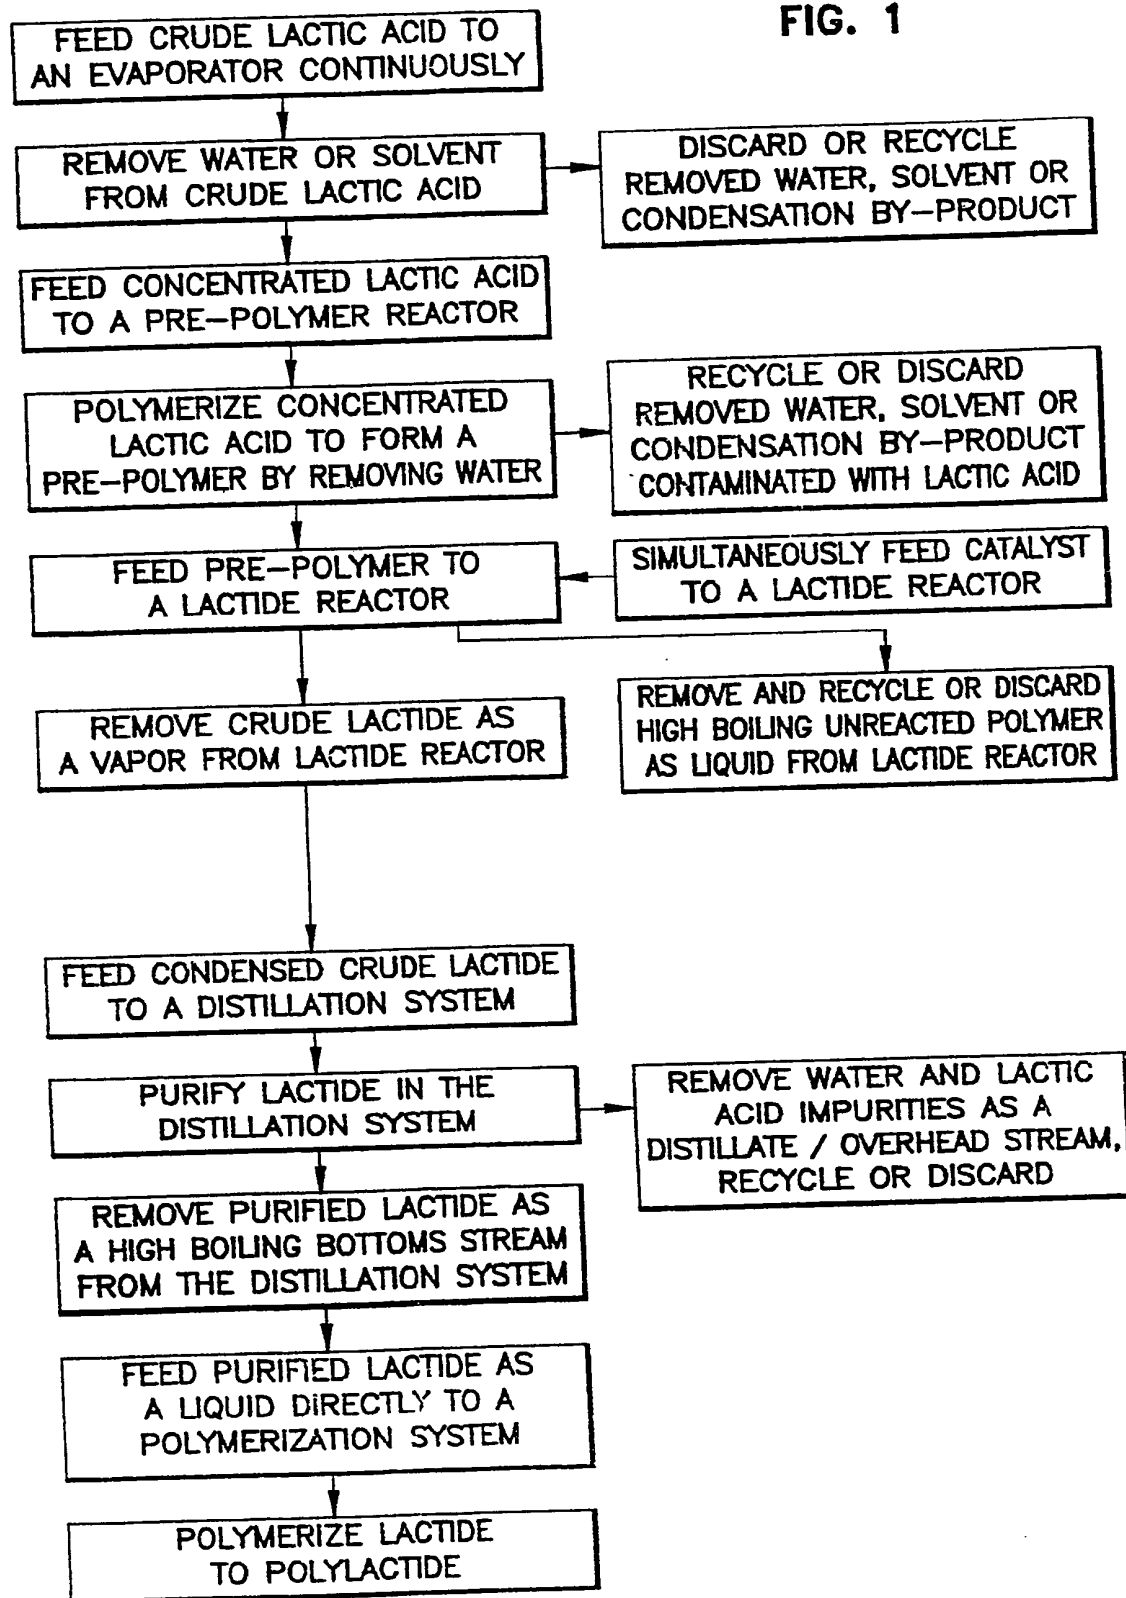 FIG. 1
FEED CRUDE LACTIC ACID TO
AN EVAPORATOR CONTINUOUSLY
REMOVE WATER OR SOLVENT
FROM CRUDE LACTIC ACID
DISCARD OR RECYCLE
REMOVED WATER, SOLVENT OR
CONDENSATION BY-PRODUCT
FEED CONCENTRATED LACTIC ACID
TO A PRE-POLYMER REACTOR
POLYMERIZE CONCENTRATED
LACTIC ACID TO FORM A
PRE-POLYMER BY REMOVING WATER
RECYCLE OR DISCARD
REMOVED WATER, SOLVENT OR
CONDENSATION BY-PRODUCT
CONTAMINATED WITH LACTIC ACID
FEED PRE-POLYMER TO
A LACTIDE REACTOR
SIMULTANEOUSLY FEED CATALYST
TO A LACTIDE REACTOR
REMOVE AND RECYCLE OR DISCARD
HIGH BOILING UNREACTED POLYMER
AS LIQUID FROM LACTIDE REACTOR
REMOVE CRUDE LACTIDE AS
A VAPOR FROM LACTIDE REACTOR
FEED CONDENSED CRUDE LACTIDE
TO A DISTILLATION SYSTEM
PURIFY LACTIDE IN THE
DISTILLATION SYSTEM
REMOVE WATER AND LACTIC
ACID IMPURITIES AS A
DISTILLATE / OVERHEAD STREAM,
RECYCLE OR DISCARD
REMOVE PURIFIED LACTIDE AS
A HIGH BOILING BOTTOMS STREAM
FROM THE DISTILLATION SYSTEM
FEED PURIFIED LACTIDE AS
A LIQUID DIRECTLY TO A
POLYMERIZATION SYSTEM
POLYMERIZE LACTIDE
TO POLYLACTIDE